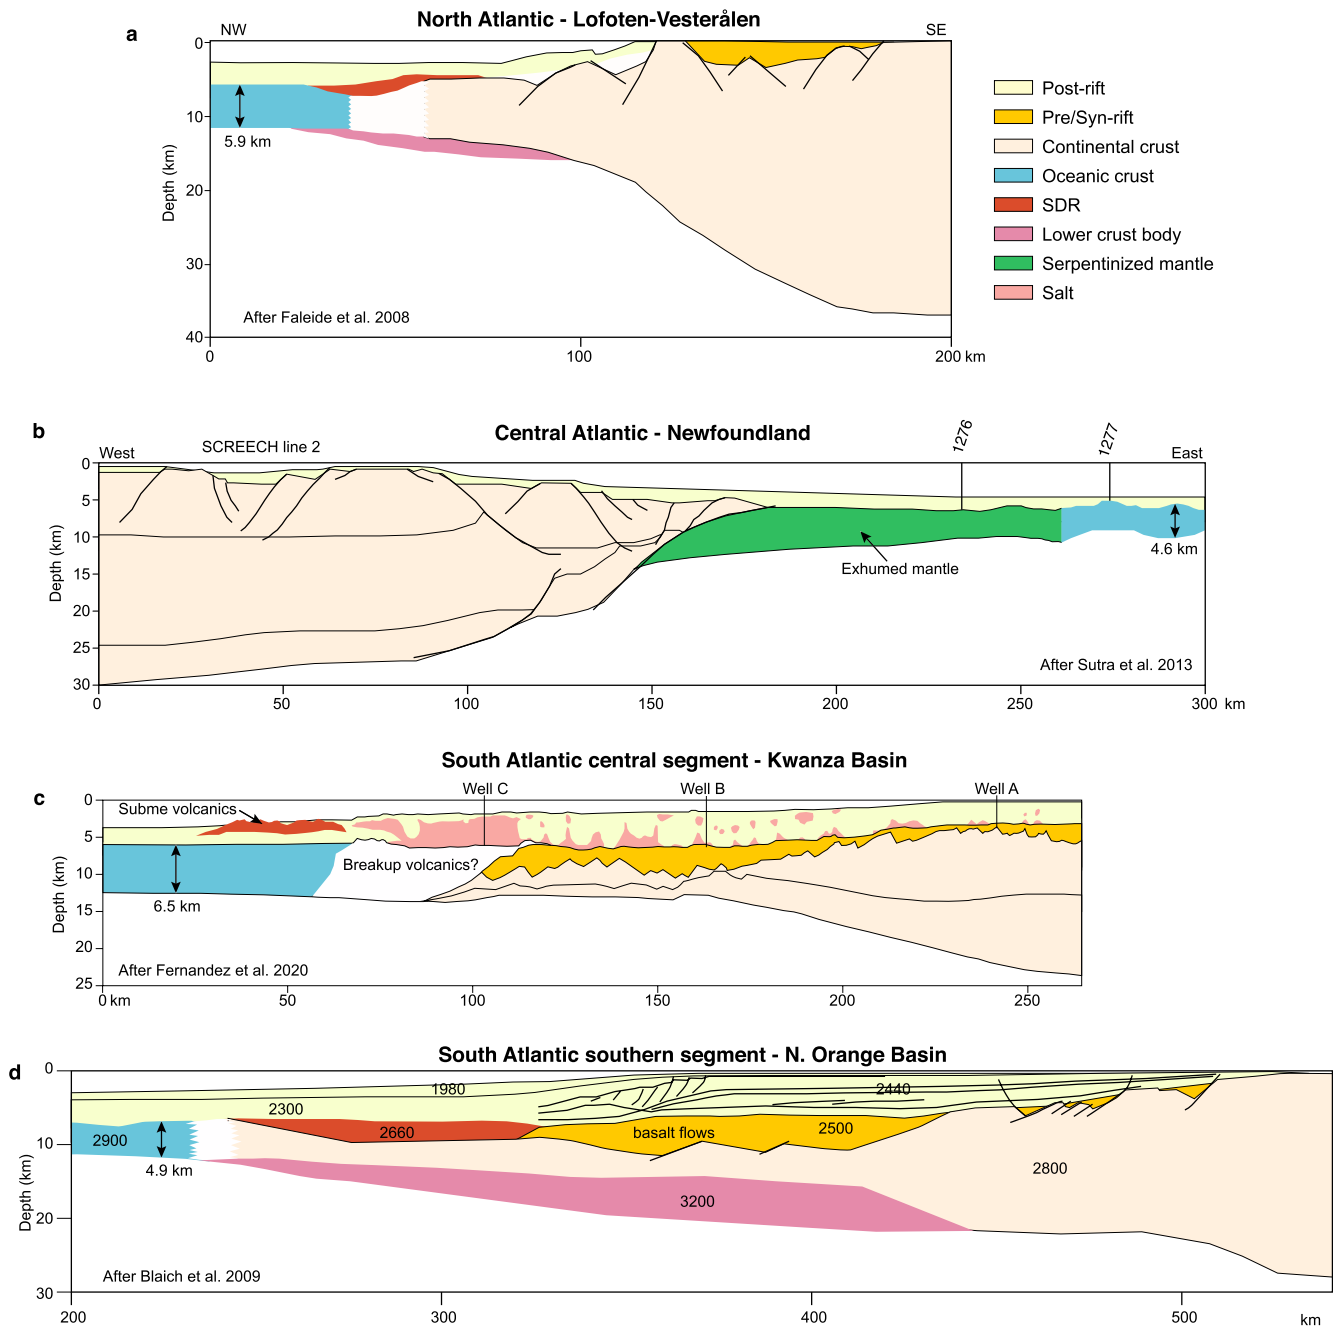 North Atlantic - Lofoten-Vesterålen
a
NW
SE
0
10
20
30
40
Depth (km)
5.9 km
After Faleide et al. 2008
0
100
200 km
Post-rift
Pre/Syn-rift
Continental crust
Oceanic crust
SDR
Lower crust body
Serpentinized mantle
Salt
b
Central Atlantic - Newfoundland
West
SCREECH line 2
1276
1277
East
0
5
10
15
20
25
30
Depth (km)
4.6 km
Exhumed mantle
After Sutra et al. 2013
0
50
100
150
200
250
300 km
South Atlantic central segment - Kwanza Basin
c
Well C
Well B
Well A
Subme volcanics
0
5
10
15
20
25
Depth (km)
Breakup volcanics?
6.5 km
After Fernandez et al. 2020
0 km
50
100
150
200
250
South Atlantic southern segment - N. Orange Basin
d
0
10
20
30
Depth (km)
1980
2440
2300
2900
2660
basalt flows
2500
4.9 km
2800
3200
After Blaich et al. 2009
200
300
400
500
km